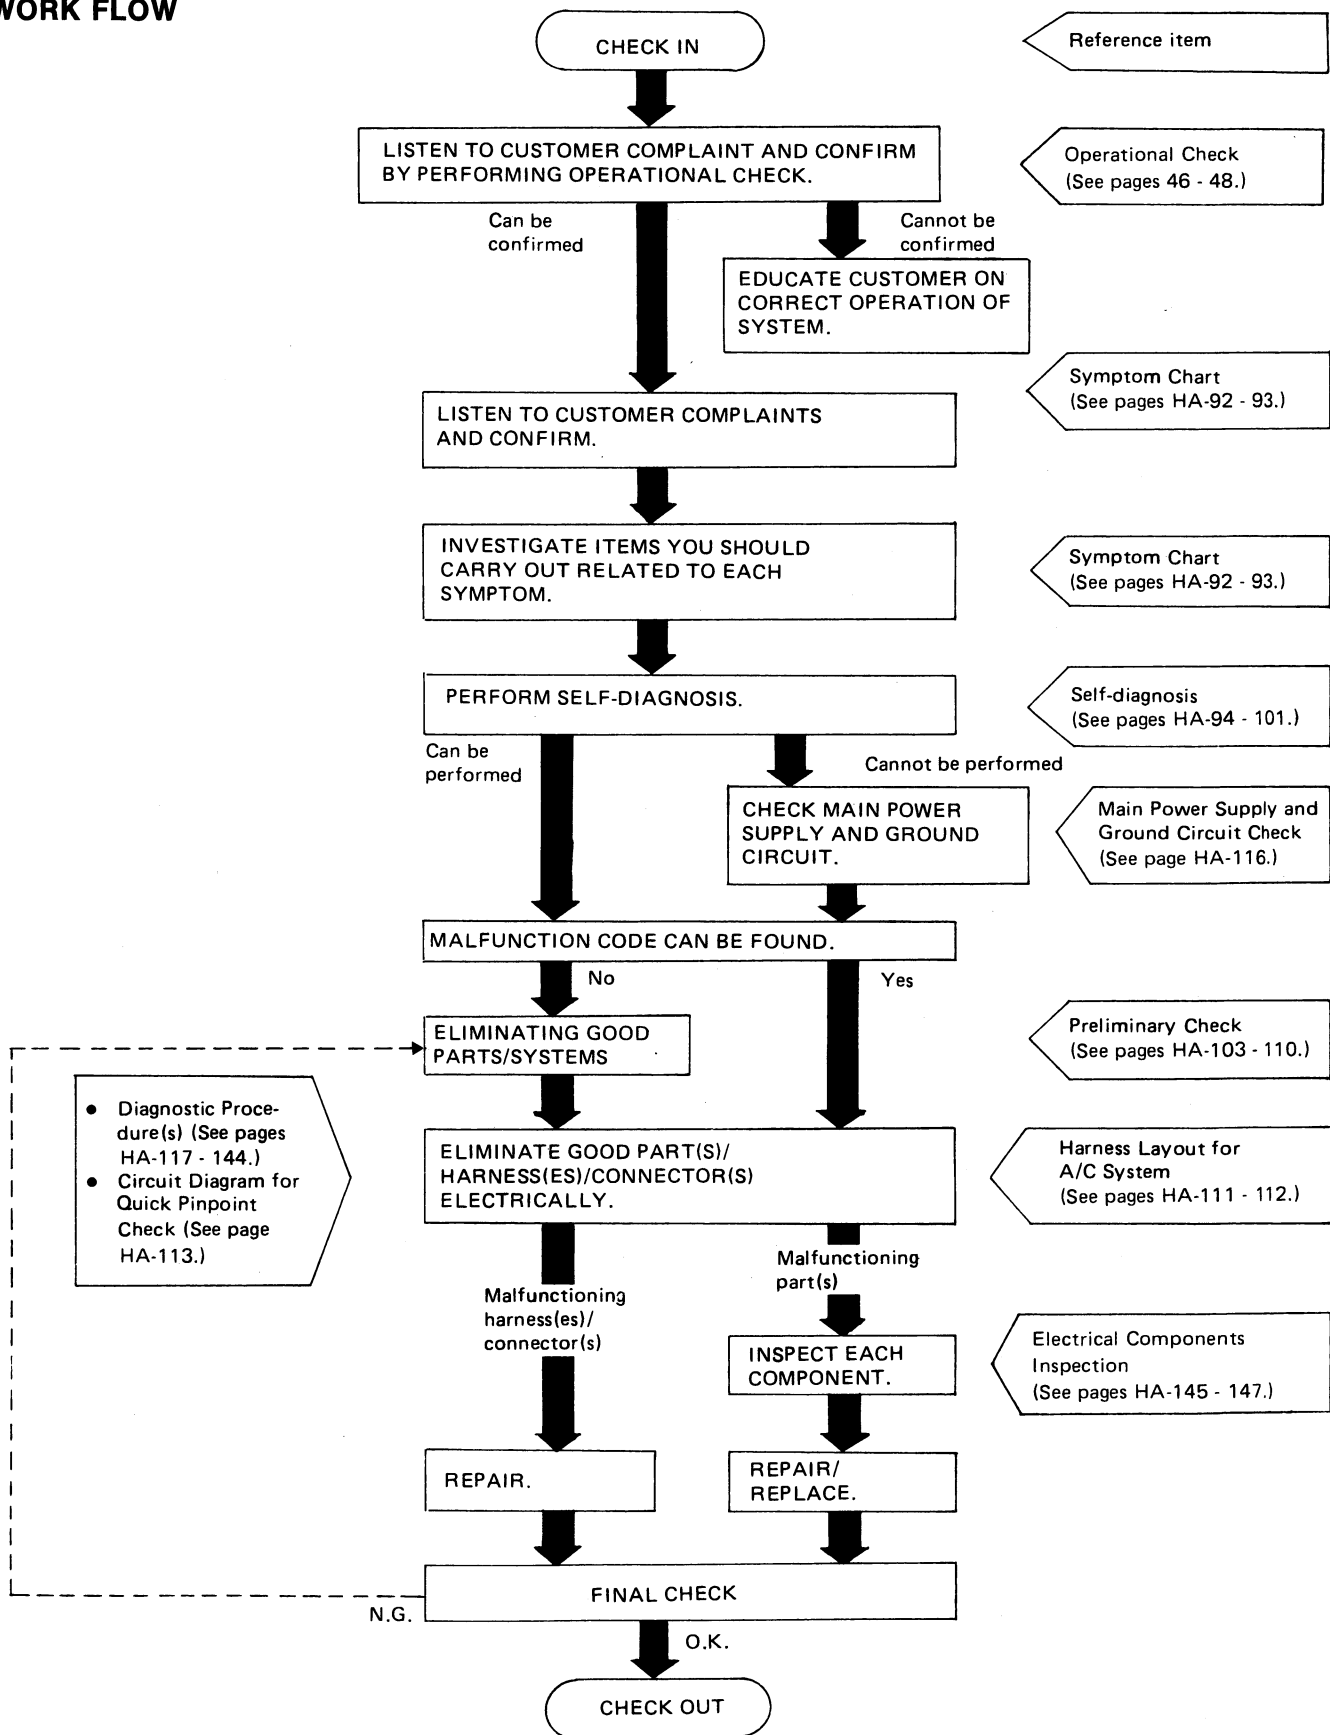 WORK FLOW
CHECK IN
Reference item
LISTEN TO CUSTOMER COMPLAINT AND CONFIRM
BY PERFORMING OPERATIONAL CHECK.
Operational Check
(See pages 46 - 48.)
Can be
confirmed
Cannot be
confirmed
EDUCATE CUSTOMER ON
CORRECT OPERATION OF
SYSTEM.
Symptom Chart
(See pages HA-92 - 93.)
LISTEN TO CUSTOMER COMPLAINTS
AND CONFIRM.
INVESTIGATE ITEMS YOU SHOULD
CARRY OUT RELATED TO EACH
SYMPTOM.
Symptom Chart
(See pages HA-92 - 93.)
PERFORM SELF-DIAGNOSIS.
Self-diagnosis
(See pages HA-94 - 101.)
Can be
performed
Cannot be performed
CHECK MAIN POWER
SUPPLY AND GROUND
CIRCUIT.
Main Power Supply and
Ground Circuit Check
(See page HA-116.)
MALFUNCTION CODE CAN BE FOUND.
No
Yes
ELIMINATING GOOD
PARTS/SYSTEMS
Preliminary Check
(See pages HA-103 - 110.)
● Diagnostic Proce-
dure(s) (See pages
HA-117 - 144.)
● Circuit Diagram for
Quick Pinpoint
Check (See page
HA-113.)
ELIMINATE GOOD PART(S)/
HARNESS(ES)/CONNECTOR(S)
ELECTRICALLY.
Harness Layout for
A/C System
(See pages HA-111 - 112.)
Malfunctioning
harness(es)/
connector(s)
Malfunctioning
part(s)
INSPECT EACH
COMPONENT.
Electrical Components
Inspection
(See pages HA-145 - 147.)
REPAIR.
REPAIR/
REPLACE.
FINAL CHECK
N.G.
O.K.
CHECK OUT